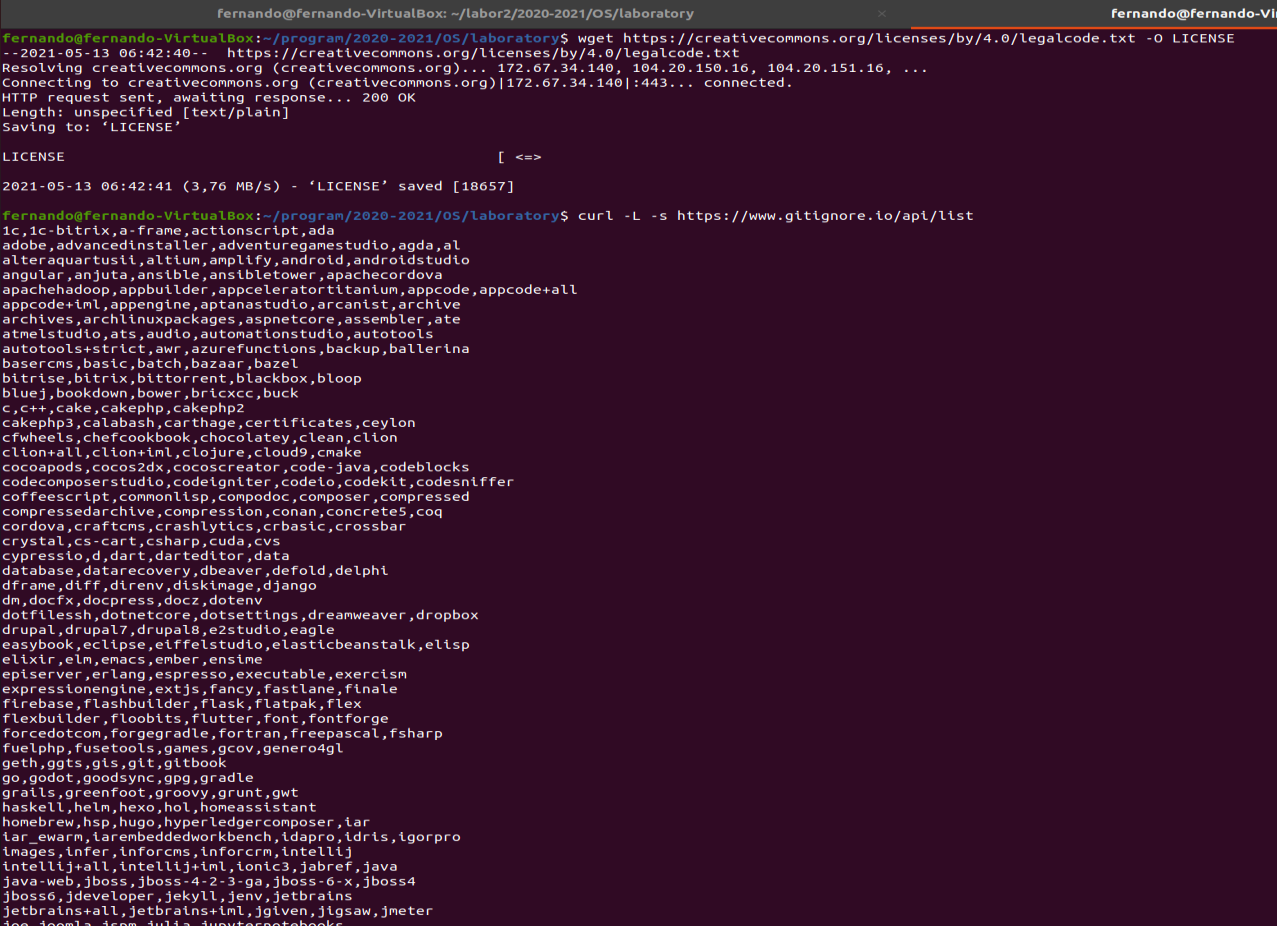 fernando@fernando-VirtualBox: ~/labor2/2020-2021/OS/laboratory × fernando@fernando-Vi
fernando@fernando-VirtualBox:~/program/2020-2021/OS/laboratory$ wget https://creativecommons.org/licenses/by/4.0/legalcode.txt -O LICENSE
--2021-05-13 06:42:40--  https://creativecommons.org/licenses/by/4.0/legalcode.txt
Resolving creativecommons.org (creativecommons.org)... 172.67.34.140, 104.20.150.16, 104.20.151.16, ...
Connecting to creativecommons.org (creativecommons.org)|172.67.34.140|:443... connected.
HTTP request sent, awaiting response... 200 OK
Length: unspecified [text/plain]
Saving to: ‘LICENSE’
LICENSE [ <=>
2021-05-13 06:42:41 (3,76 MB/s) - ‘LICENSE’ saved [18657]
fernando@fernando-VirtualBox:~/program/2020-2021/OS/laboratory$ curl -L -s https://www.gitignore.io/api/list
1c,1c-bitrix,a-frame,actionscript,ada
adobe,advancedinstaller,adventuregamestudio,agda,al
alteraquartusii,altium,amplify,android,androidstudio
angular,anjuta,ansible,ansibletower,apachecordova
apachehadoop,appbuilder,appceleratortitanium,appcode,appcode+all
appcode+iml,appengine,aptanastudio,arcanist,archive
archives,archlinuxpackages,aspnetcore,assembler,ate
atmelstudio,ats,audio,automationstudio,autotools
autotools+strict,awr,azurefunctions,backup,ballerina
basercms,basic,batch,bazaar,bazel
bitrise,bitrix,bittorrent,blackbox,bloop
bluej,bookdown,bower,bricxcc,buck
c,c++,cake,cakephp,cakephp2
cakephp3,calabash,carthage,certificates,ceylon
cfwheels,chefcookbook,chocolatey,clean,clion
clion+all,clion+iml,clojure,cloud9,cmake
cocoapods,cocos2dx,cocoscreator,code-java,codeblocks
codecomposerstudio,codeigniter,codeio,codekit,codesniffer
coffeescript,commonlisp,compodoc,composer,compressed
compressedarchive,compression,conan,concrete5,coq
cordova,craftcms,crashlytics,crbasic,crossbar
crystal,cs-cart,csharp,cuda,cvs
cypressio,d,dart,darteditor,data
database,datarecovery,dbeaver,defold,delphi
dframe,diff,direnv,diskimage,django
dm,docfx,docpress,docz,dotenv
dotfilessh,dotnetcore,dotsettings,dreamweaver,dropbox
drupal,drupal7,drupal8,e2studio,eagle
easybook,eclipse,eiffelstudio,elasticbeanstalk,elisp
elixir,elm,emacs,ember,ensime
episerver,erlang,espresso,executable,exercism
expressionengine,extjs,fancy,fastlane,finale
firebase,flashbuilder,flask,flatpak,flex
flexbuilder,floobits,flutter,font,fontforge
forcedotcom,forgegradle,fortran,freepascal,fsharp
fuelphp,fusetools,games,gcov,genero4gl
geth,ggts,gis,git,gitbook
go,godot,goodsync,gpg,gradle
grails,greenfoot,groovy,grunt,gwt
haskell,helm,hexo,hol,homeassistant
homebrew,hsp,hugo,hyperledgercomposer,iar
iar_ewarm,iarembeddedworkbench,idapro,idris,igorpro
images,infer,inforcms,inforcrm,intellij
intellij+all,intellij+iml,ionic3,jabref,java
java-web,jboss,jboss-4-2-3-ga,jboss-6-x,jboss4
jboss6,jdeveloper,jekyll,jenv,jetbrains
jetbrains+all,jetbrains+iml,jgiven,jigsaw,jmeter
joe,joomla,jspm,julia,jupyternotebooks